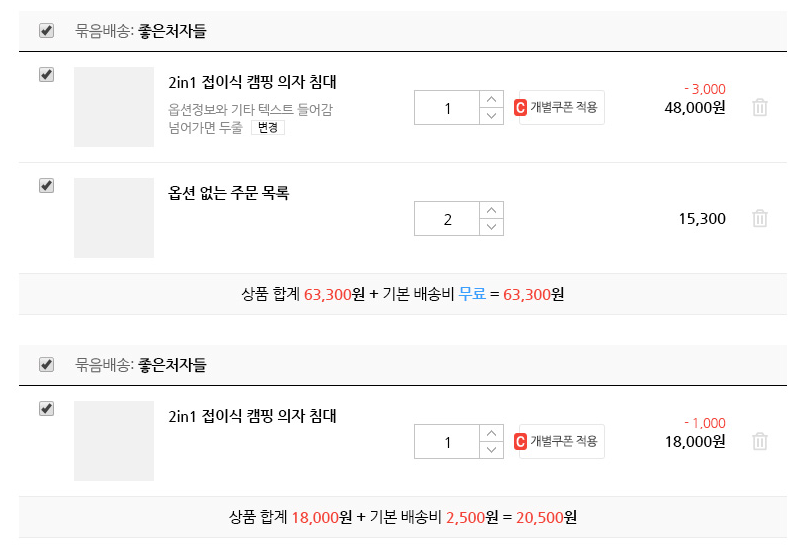 묶음배송: 좋은처자들
2in1 접이식 캠핑 의자 침대
옵션정보와 기타 텍스트 들어감
넘어가면 두줄 변경
1
C 개별쿠폰 적용
- 3,000
48,000원
옵션 없는 주문 목록
2
15,300
상품 합계 63,300원 + 기본 배송비 무료 = 63,300원
묶음배송: 좋은처자들
2in1 접이식 캠핑 의자 침대
1
C 개별쿠폰 적용
- 1,000
18,000원
상품 합계 18,000원 + 기본 배송비 2,500원 = 20,500원